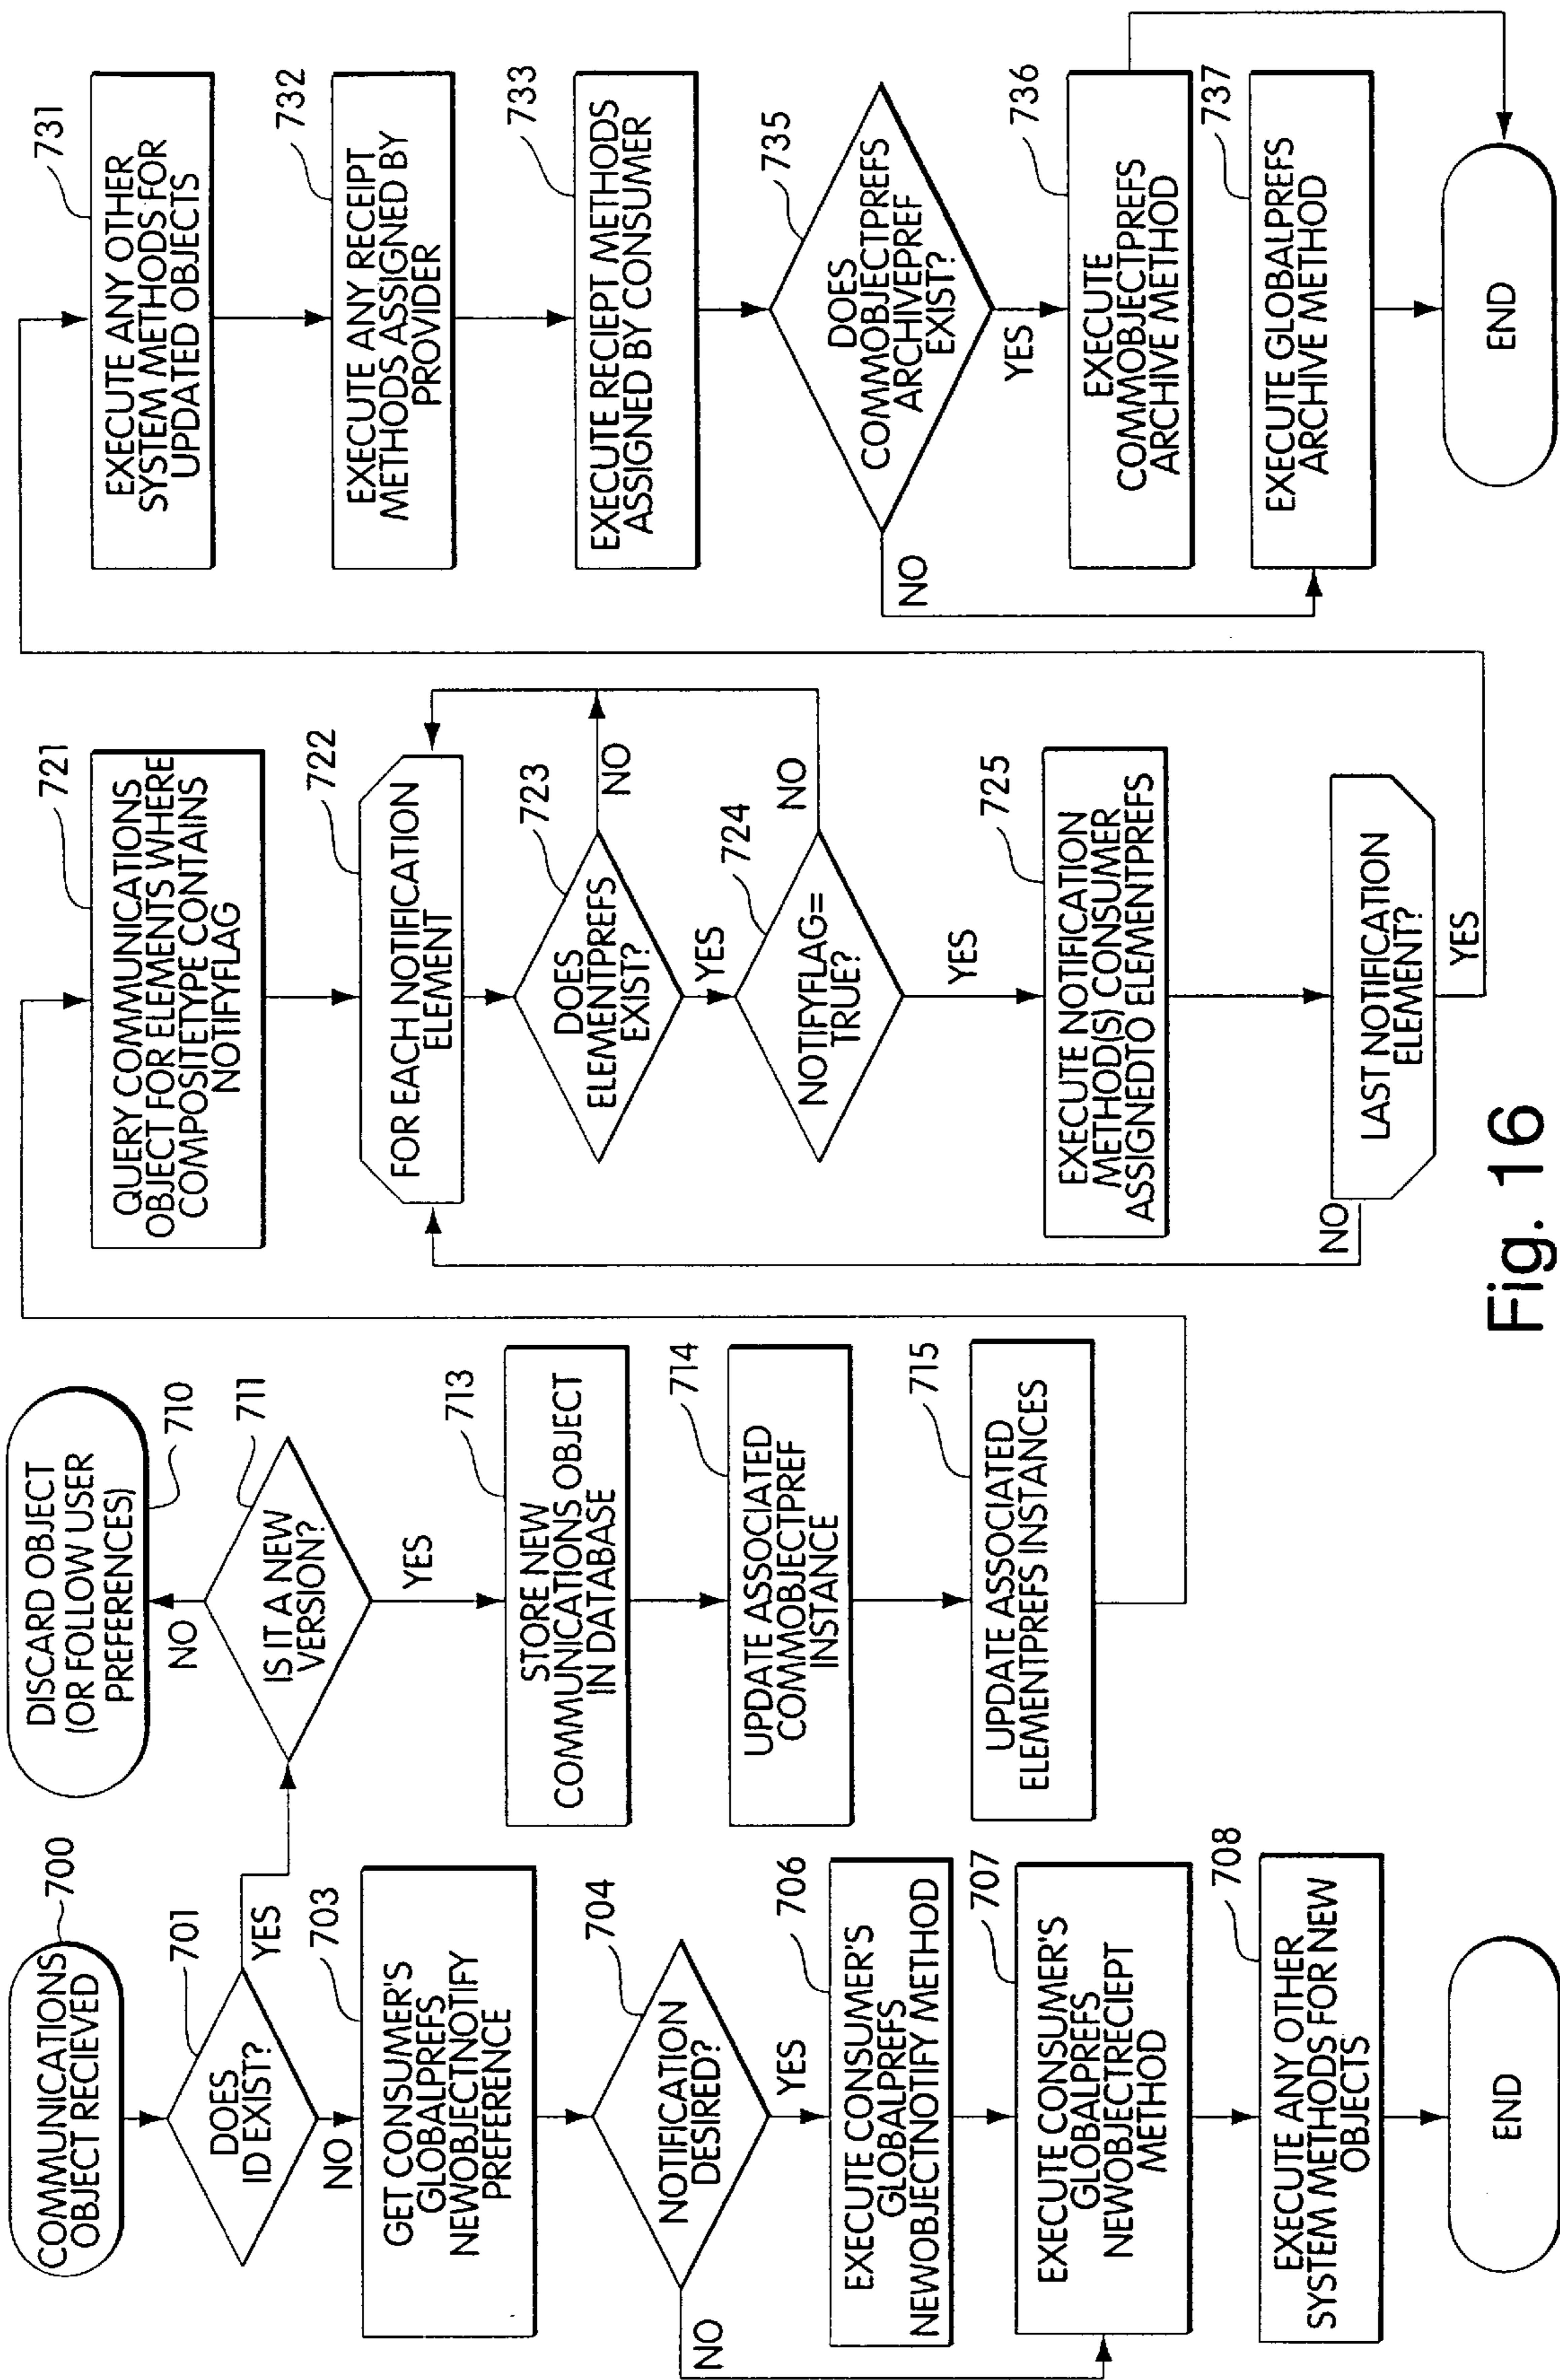 COMMUNICATIONS
OBJECT RECIEVED
700
DOES
ID EXIST?
701
YES
NO
GET CONSUMER'S
GLOBALPREFS
NEWOBJECTNOTIFY
PREFERENCE
703
NOTIFICATION
DESIRED?
704
YES
NO
EXECUTE CONSUMER'S
GLOBALPREFS
NEWOBJECTNOTIFY METHOD
706
EXECUTE CONSUMER'S
GLOBALPREFS
NEWOBJECTRECIEPT
METHOD
707
EXECUTE ANY OTHER
SYSTEM METHODS FOR NEW
OBJECTS
708
END
DISCARD OBJECT
(OR FOLLOW USER
PREFERENCES)
710
NO
IS IT A NEW
VERSION?
711
YES
STORE NEW
COMMUNICATIONS OBJECT
IN DATABASE
713
UPDATE ASSOCIATED
COMMOBJECTPREF
INSTANCE
714
UPDATE ASSOCIATED
ELEMENTPREFS INSTANCES
715
QUERY COMMUNICATIONS
OBJECT FOR ELEMENTS WHERE
COMPOSITETYPE CONTAINS
NOTIFYFLAG
721
FOR EACH NOTIFICATION
ELEMENT
722
DOES
ELEMENTPREFS
EXIST?
723
NO
YES
NOTIFYFLAG=
TRUE?
724
NO
YES
EXECUTE NOTIFICATION
METHOD(S) CONSUMER
ASSIGNEDTO ELEMENTPREFS
725
LAST NOTIFICATION
ELEMENT?
NO
YES
EXECUTE ANY OTHER
SYSTEM METHODS FOR
UPDATED OBJECTS
731
EXECUTE ANY RECEIPT
METHODS ASSIGNED BY
PROVIDER
732
EXECUTE RECIEPT METHODS
ASSIGNED BY CONSUMER
733
DOES
COMMOBJECTPREFS
ARCHIVEPREF
EXIST?
735
NO
YES
EXECUTE
COMMOBJECTPREFS
ARCHIVE METHOD
736
EXECUTE GLOBALPREFS
ARCHIVE METHOD
737
END
Fig. 16